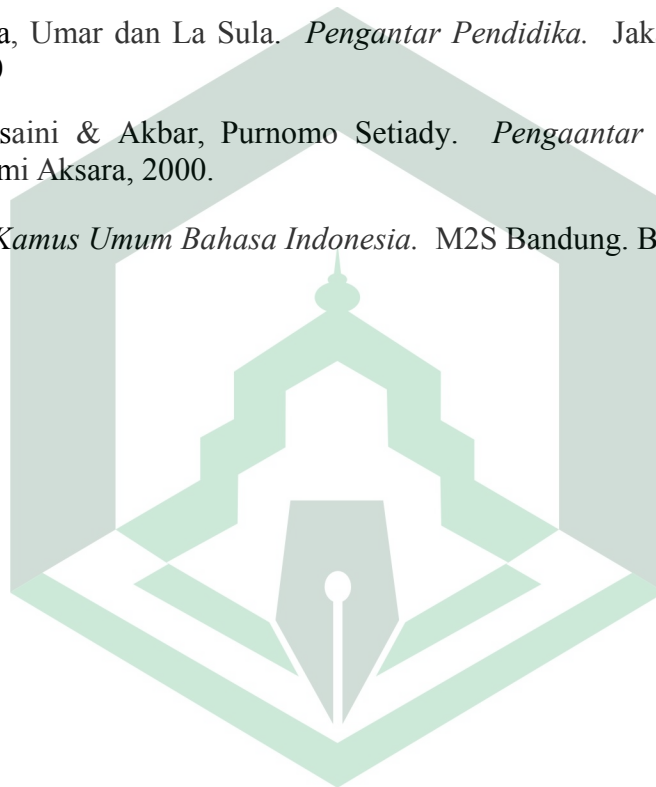 a, Umar dan La Sula. Pengantar Pendidika. Jak
)
saini & Akbar, Purnomo Setiady. Pengaantar
mi Aksara, 2000.
Kamus Umum Bahasa Indonesia. M2S Bandung. B